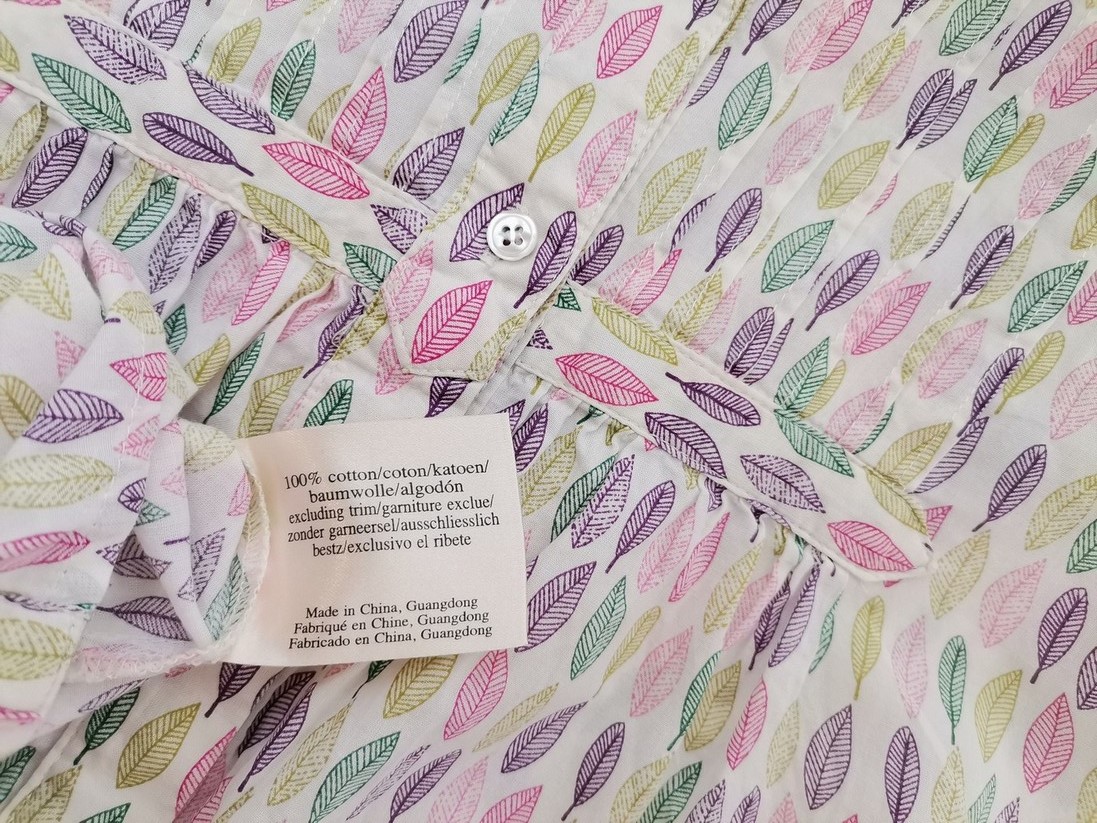 100% cotton/coton/katoen/
baumwolle/algodón
excluding trim/garniture exclue/
zonder garneersel/ausschliesslich
bestz/exclusivo el ribete
Made in China, Guangdong
Fabriqué en Chine, Guangdong
Fabricado en China, Guangdong